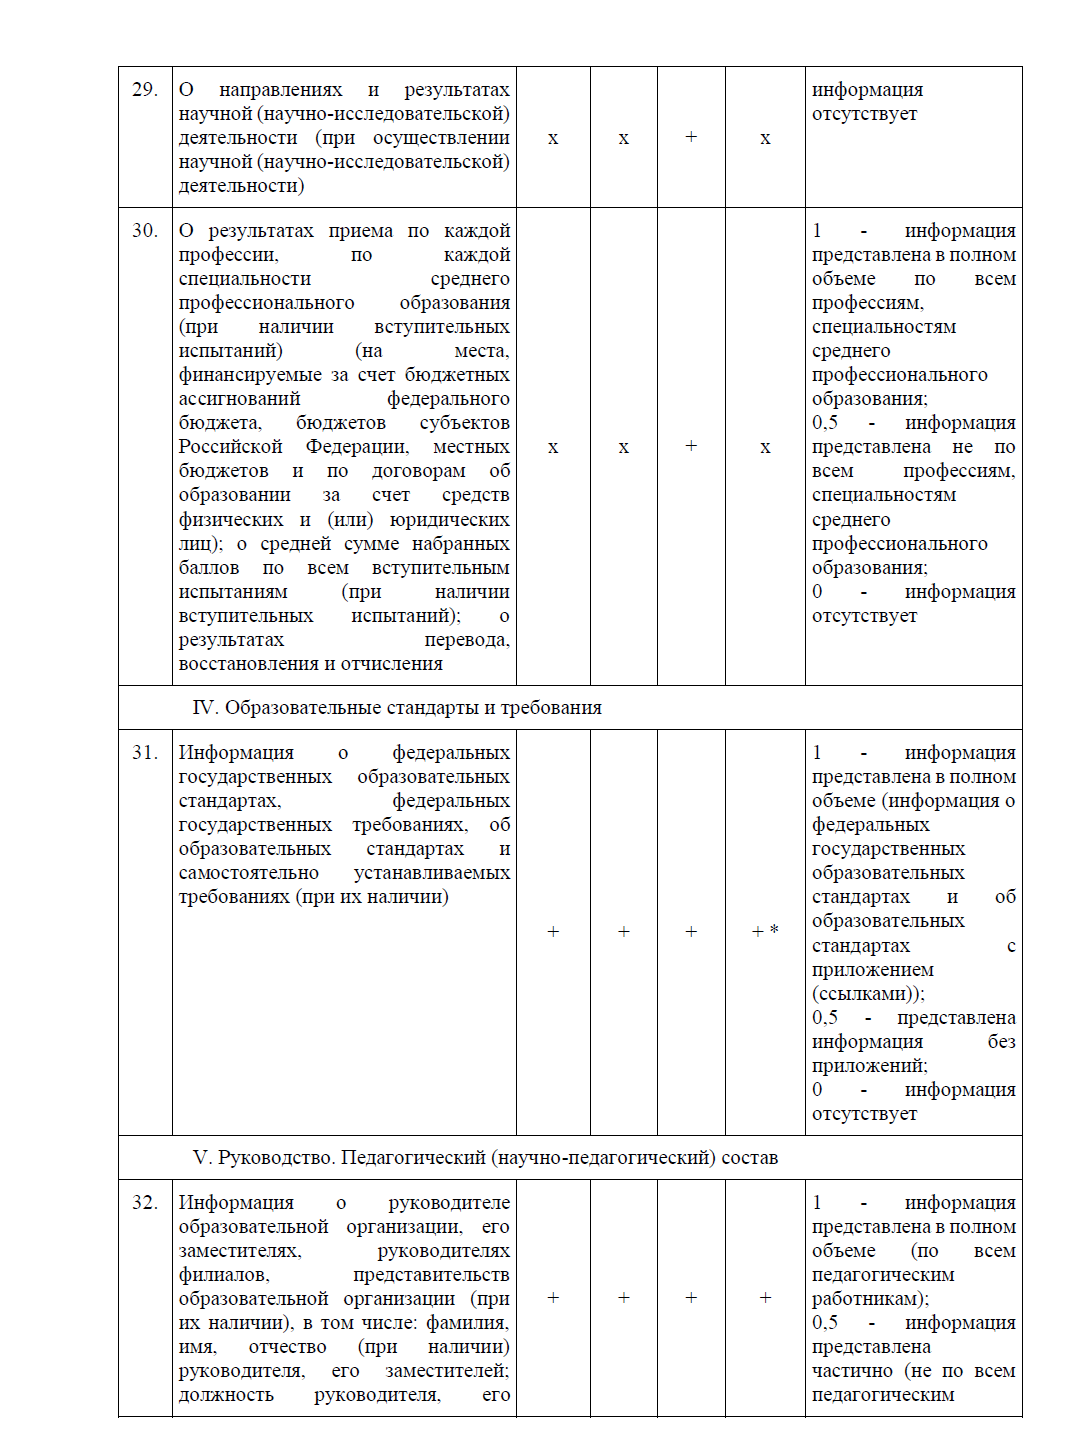 29.
О направлениях и результатах
научной (научно-исследовательской)
деятельности (при осуществлении
научной (научно-исследовательской)
деятельности)
х
х
+
х
информация
отсутствует
30.
О результатах приема по каждой
профессии, по каждой
специальности среднего
профессионального образования
(при наличии вступительных
испытаний) (на места,
финансируемые за счет бюджетных
ассигнований федерального
бюджета, бюджетов субъектов
Российской Федерации, местных
бюджетов и по договорам об
образовании за счет средств
физических и (или) юридических
лиц); о средней сумме набранных
баллов по всем вступительным
испытаниям (при наличии
вступительных испытаний); о
результатах перевода,
восстановления и отчисления
х
х
+
х
1 - информация
представлена в полном
объеме по всем
профессиям,
специальностям
среднего
профессионального
образования;
0,5 - информация
представлена не по
всем профессиям,
специальностям
среднего
профессионального
образования;
0 - информация
отсутствует
IV. Образовательные стандарты и требования
31.
Информация о федеральных
государственных образовательных
стандартах, федеральных
государственных требованиях, об
образовательных стандартах и
самостоятельно устанавливаемых
требованиях (при их наличии)
+
+
+
+ *
1 - информация
представлена в полном
объеме (информация о
федеральных
государственных
образовательных
стандартах и об
образовательных
стандартах с
приложением
(ссылками));
0,5 - представлена
информация без
приложений;
0 - информация
отсутствует
V. Руководство. Педагогический (научно-педагогический) состав
32.
Информация о руководителе
образовательной организации, его
заместителях, руководителях
филиалов, представительств
образовательной организации (при
их наличии), в том числе: фамилия,
имя, отчество (при наличии)
руководителя, его заместителей;
должность руководителя, его
+
+
+
+
1 - информация
представлена в полном
объеме (по всем
педагогическим
работникам);
0,5 - информация
представлена
частично (не по всем
педагогическим